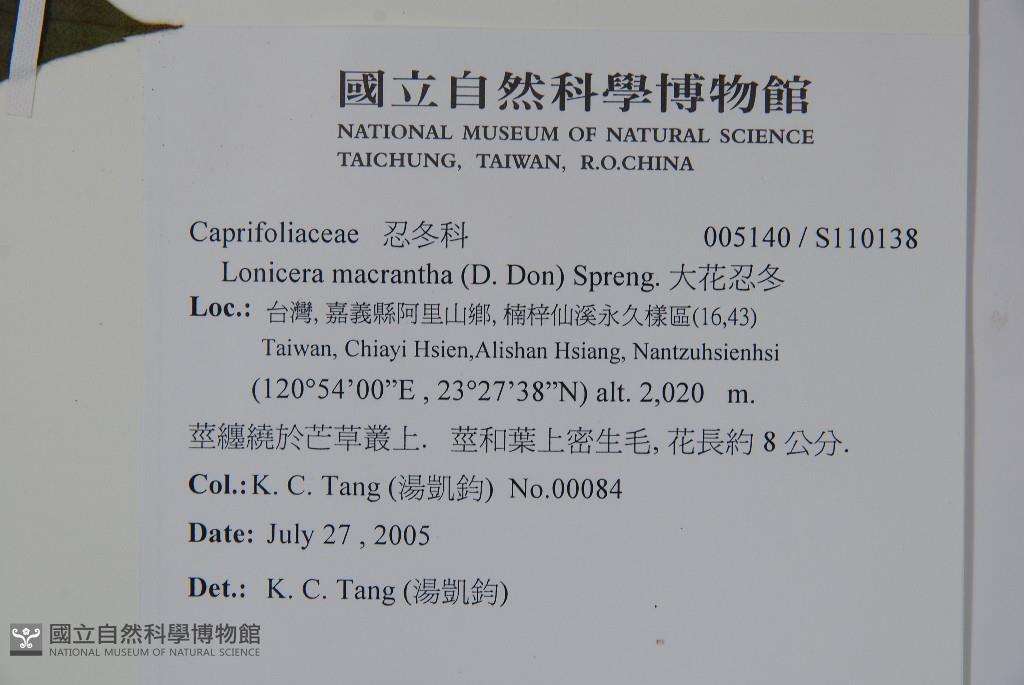 國立自然科學博物館
NATIONAL MUSEUM OF NATURAL SCIENCE
TAICHUNG, TAIWAN, R.O.CHINA
Caprifoliaceae 忍冬科 005140 / S110138
Lonicera macrantha (D. Don) Spreng. 大花忍冬
Loc.: 台灣, 嘉義縣阿里山鄉, 楠梓仙溪永久樣區(16,43)
Taiwan, Chiayi Hsien,Alishan Hsiang, Nantzuhsienhsi
(120°54’00”E , 23°27’38”N) alt. 2,020 m.
莖纏繞於芒草叢上. 莖和葉上密生毛, 花長約 8 公分.
Col.: K. C. Tang (湯凱鈞) No.00084
Date: July 27 , 2005
Det.: K. C. Tang (湯凱鈞)
國立自然科學博物館
NATIONAL MUSEUM OF NATURAL SCIENCE